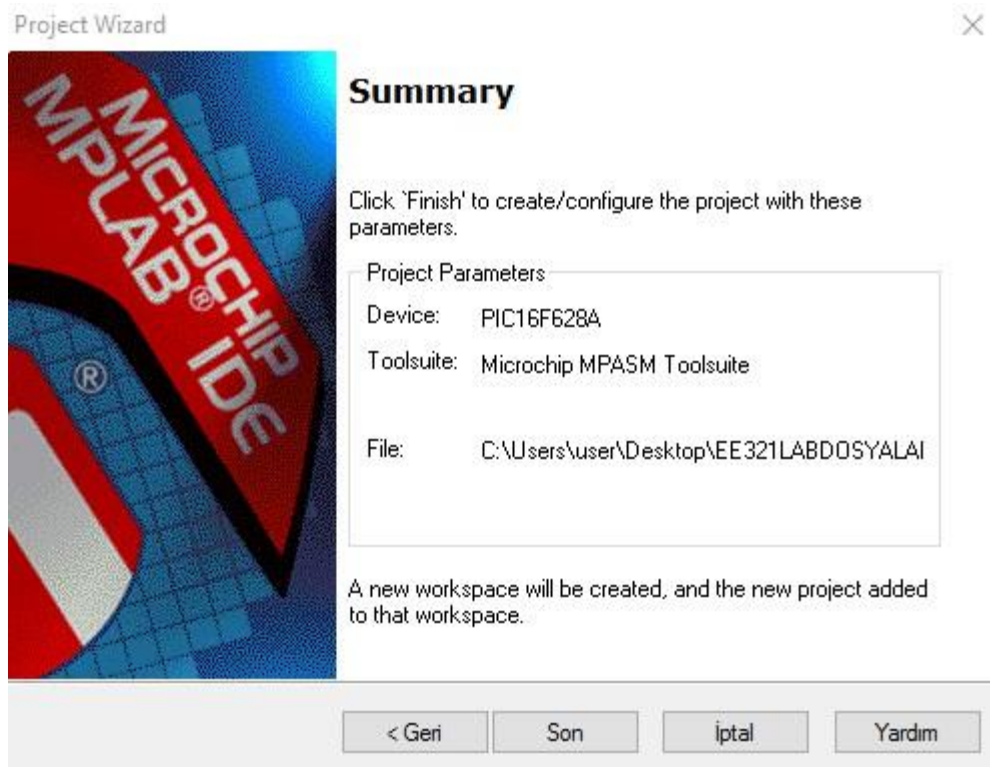 Project Wizard
MICROCHIP
MPLAB® IDE
®
Summary
Click `Finish' to create/configure the project with these
parameters.
Project Parameters
Device: PIC16F628A
Toolsuite: Microchip MPASM Toolsuite
File: C:\Users\user\Desktop\EE321LABDOSYALAI
A new workspace will be created, and the new project added
to that workspace.
< Geri Son İptal Yardım